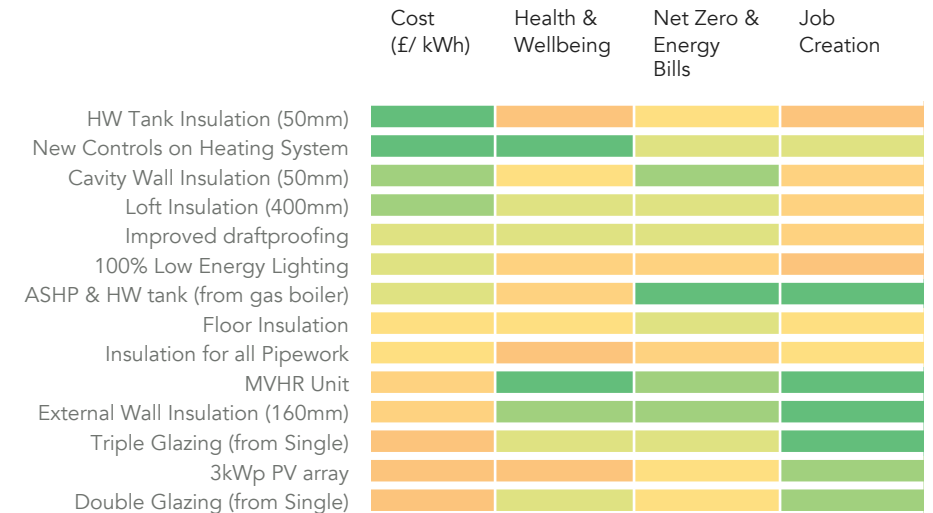 Cost
(£/ kWh)
Health &
Wellbeing
Net Zero &
Energy
Bills
Job
Creation
HW Tank Insulation (50mm)
New Controls on Heating System
Cavity Wall Insulation (50mm)
Loft Insulation (400mm)
Improved draftproofing
100% Low Energy Lighting
ASHP & HW tank (from gas boiler)
Floor Insulation
Insulation for all Pipework
MVHR Unit
External Wall Insulation (160mm)
Triple Glazing (from Single)
3kWp PV array
Double Glazing (from Single)